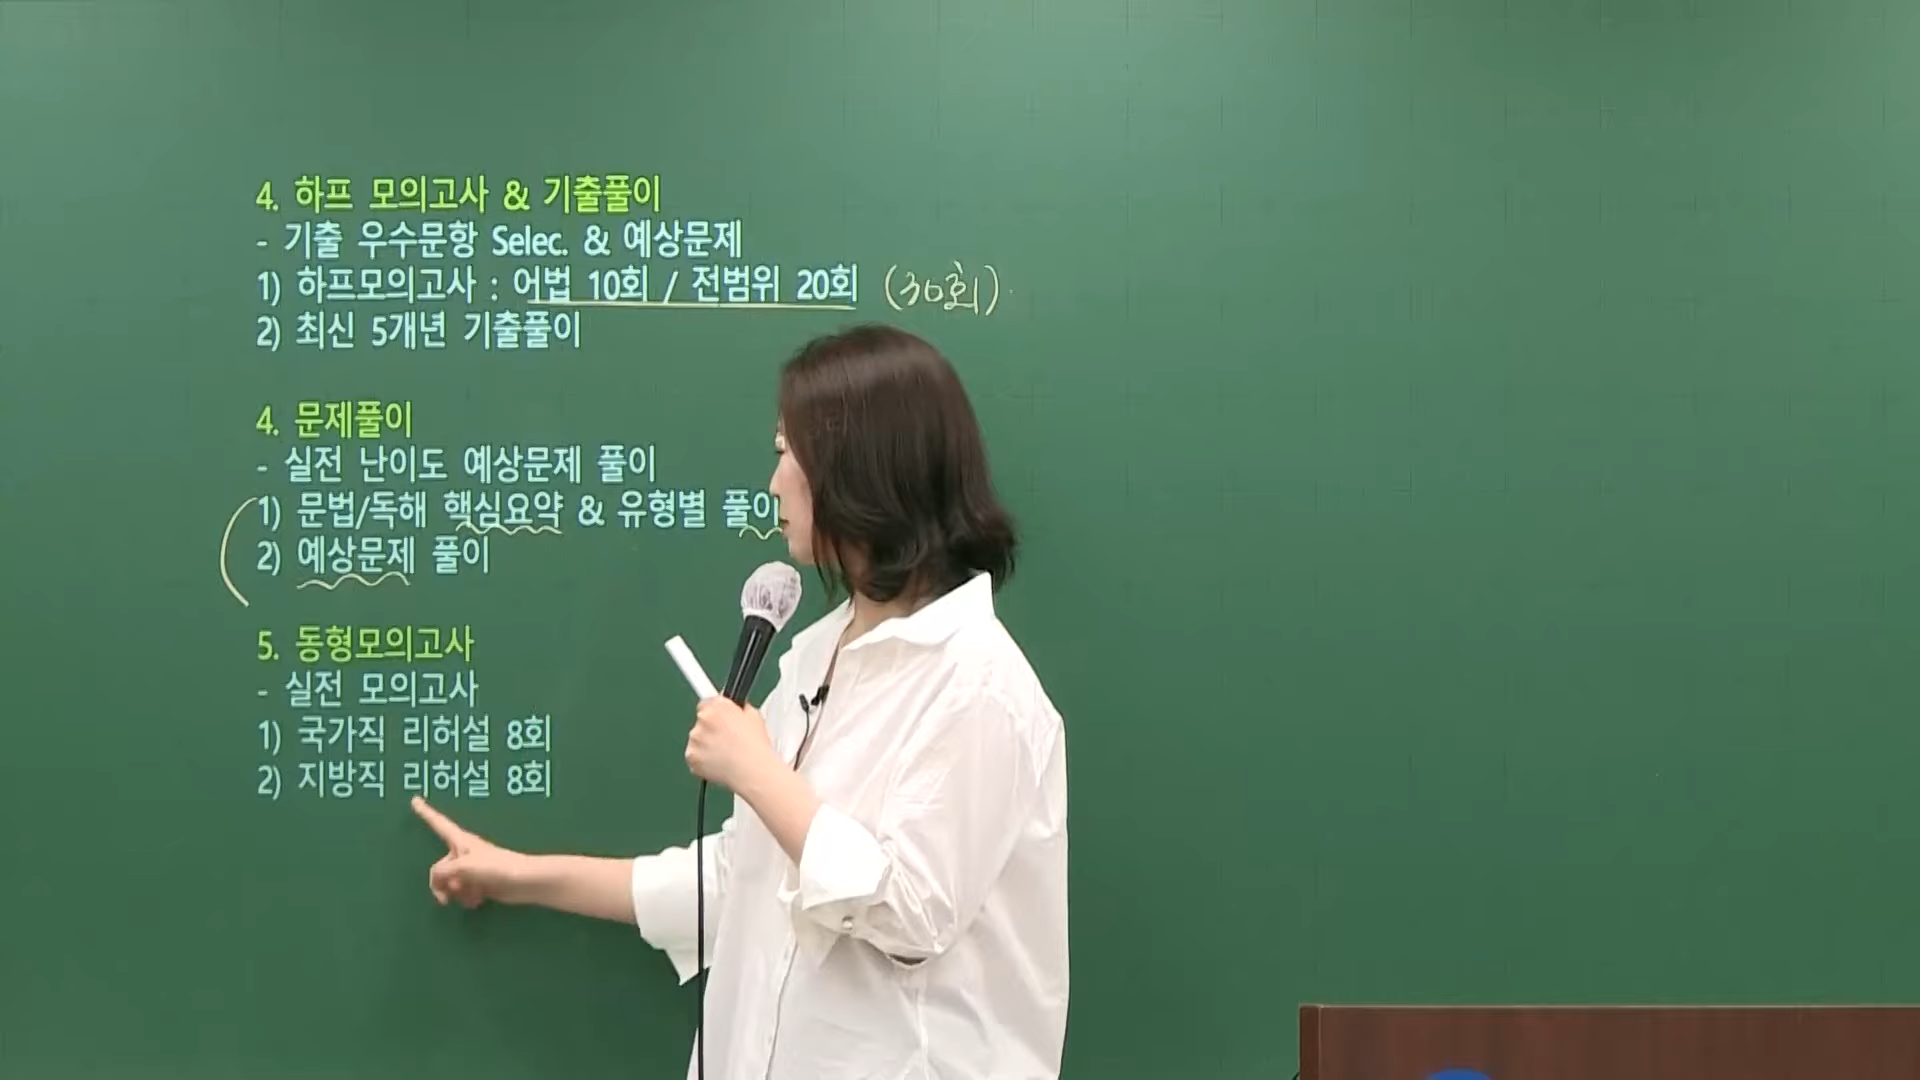 4. 하프 모의고사 & 기출풀이
- 기출 우수문항 Selec. & 예상문제
1) 하프모의고사 : 어법 10회 / 전범위 20회 (30회)
2) 최신 5개년 기출풀이
4. 문제풀이
- 실전 난이도 예상문제 풀이
1) 문법/독해 핵심요약 & 유형별 풀이
2) 예상문제 풀이
5. 동형모의고사
- 실전 모의고사
1) 국가직 리허설 8회
2) 지방직 리허설 8회